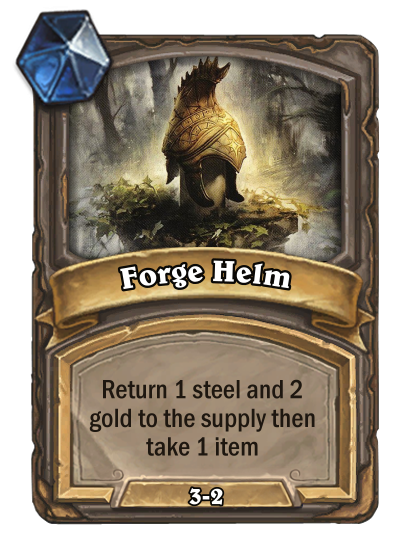 Forge Helm
Return 1 steel and 2
gold to the supply then
take 1 item
3-2